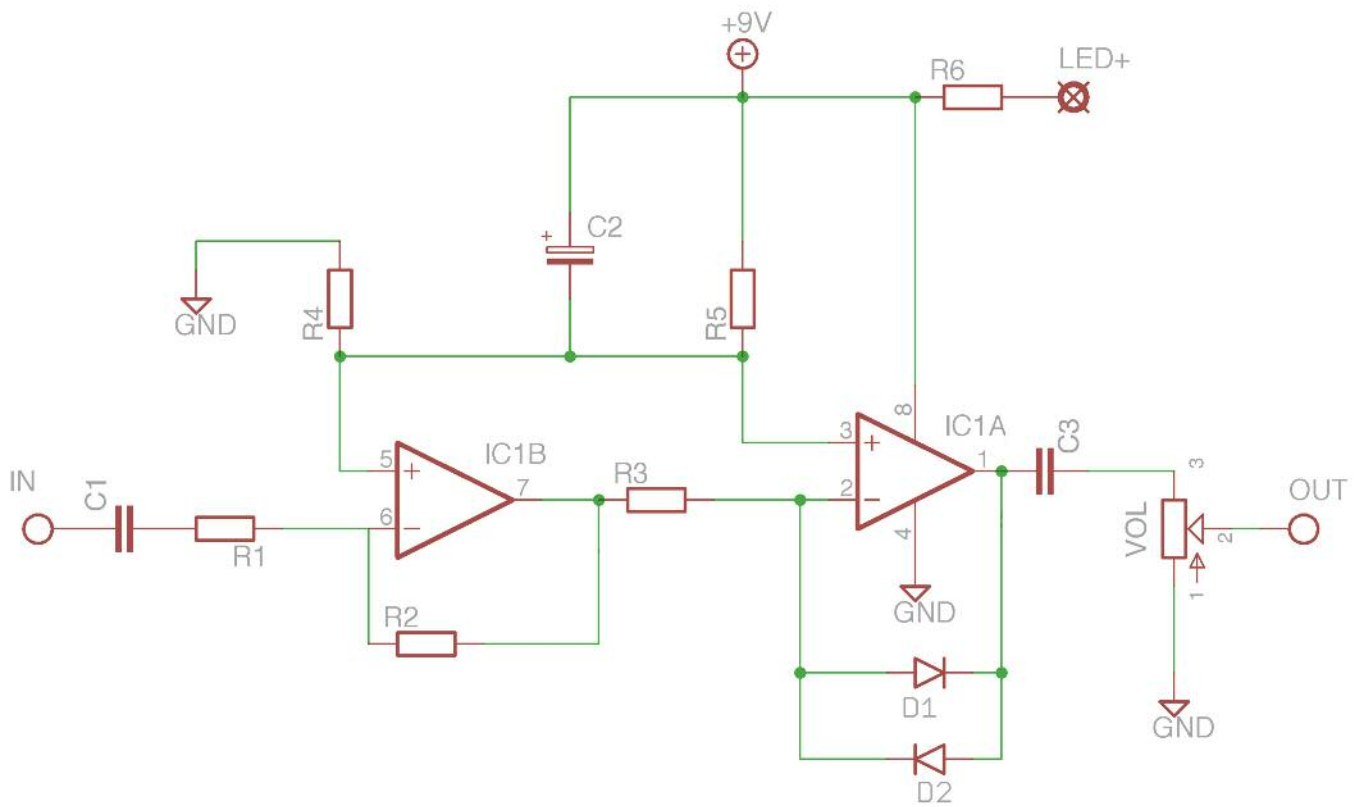 +9V
LED+
R6
C2
R4
R5
GND
8
IC1A
C3
3
+
1
2
−
4
GND
IN
C1
R1
5
+
IC1B
7
6
−
R2
R3
D1
D2
3
VOL
2
1
OUT
GND